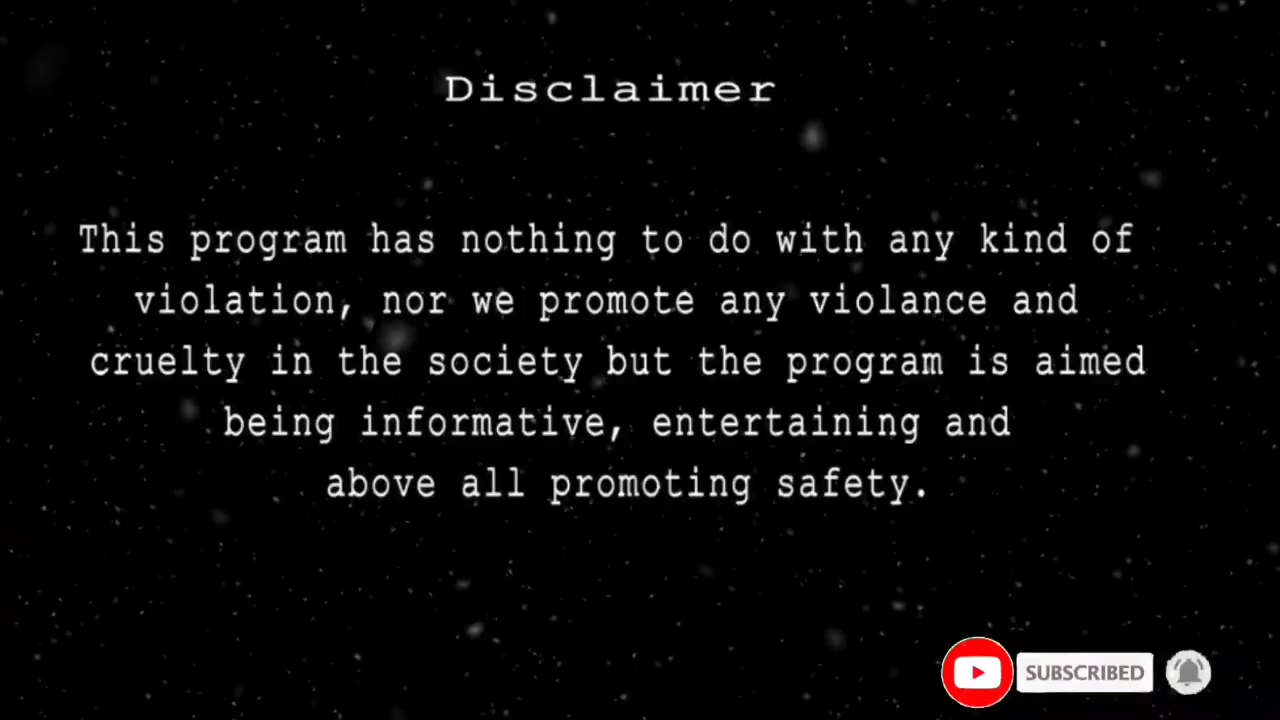 Disclaimer
This program has nothing to do with any kind of
violation, nor we promote any violance and
cruelty in the society but the program is aimed
being informative, entertaining and
above all promoting safety.
SUBSCRIBED